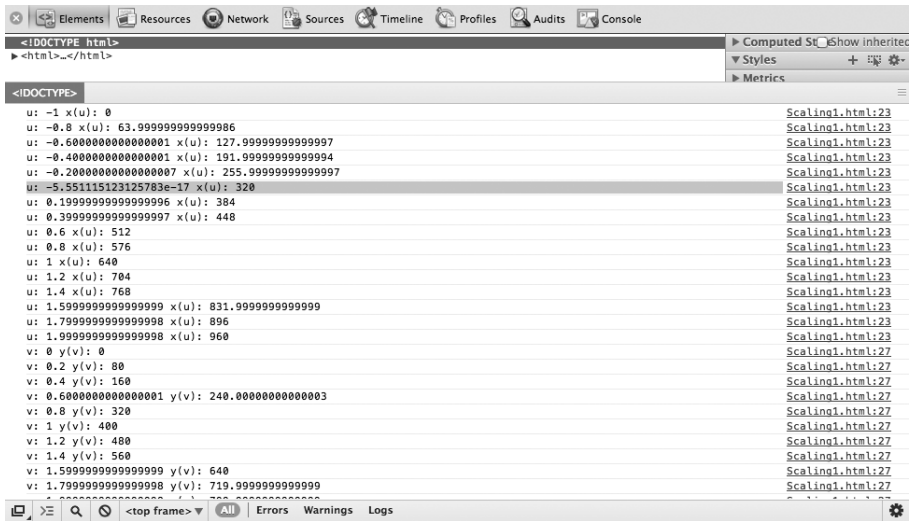 Elements Resources Network Sources Timeline Profiles Audits Console
<!DOCTYPE html>
▶<html>…</html>
▶ Computed St Show inherited
▼ Styles
▶ Metrics
<!DOCTYPE>
u: -1 x(u): 0 Scaling1.html:23
u: -0.8 x(u): 63.999999999999986 Scaling1.html:23
u: -0.6000000000000001 x(u): 127.99999999999997 Scaling1.html:23
u: -0.4000000000000001 x(u): 191.99999999999994 Scaling1.html:23
u: -0.20000000000000007 x(u): 255.99999999999997 Scaling1.html:23
u: -5.551115123125783e-17 x(u): 320 Scaling1.html:23
u: 0.19999999999999996 x(u): 384 Scaling1.html:23
u: 0.39999999999999997 x(u): 448 Scaling1.html:23
u: 0.6 x(u): 512 Scaling1.html:23
u: 0.8 x(u): 576 Scaling1.html:23
u: 1 x(u): 640 Scaling1.html:23
u: 1.2 x(u): 704 Scaling1.html:23
u: 1.4 x(u): 768 Scaling1.html:23
u: 1.5999999999999999 x(u): 831.9999999999999 Scaling1.html:23
u: 1.7999999999999998 x(u): 896 Scaling1.html:23
u: 1.9999999999999998 x(u): 960 Scaling1.html:23
v: 0 y(v): 0 Scaling1.html:27
v: 0.2 y(v): 80 Scaling1.html:27
v: 0.4 y(v): 160 Scaling1.html:27
v: 0.6000000000000001 y(v): 240.00000000000003 Scaling1.html:27
v: 0.8 y(v): 320 Scaling1.html:27
v: 1 y(v): 400 Scaling1.html:27
v: 1.2 y(v): 480 Scaling1.html:27
v: 1.4 y(v): 560 Scaling1.html:27
v: 1.5999999999999999 y(v): 640 Scaling1.html:27
v: 1.7999999999999998 y(v): 719.9999999999999 Scaling1.html:27
<top frame> ▼ All Errors Warnings Logs